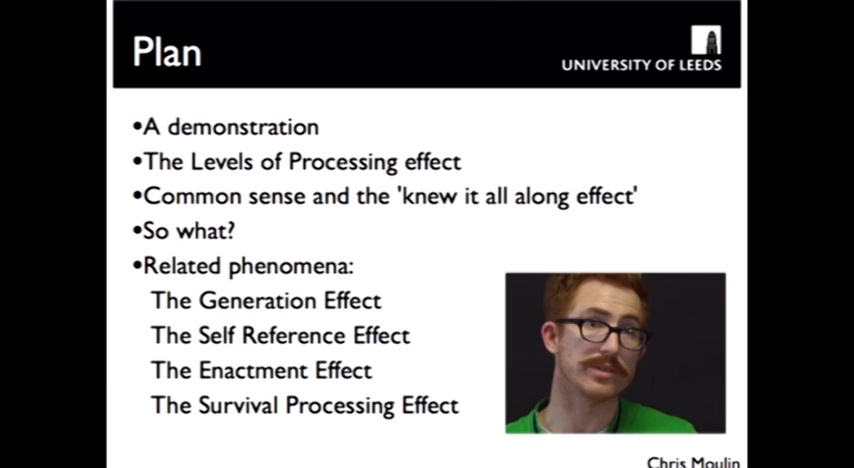 Plan
UNIVERSITY OF LEEDS
•A demonstration
•The Levels of Processing effect
•Common sense and the 'knew it all along effect'
•So what?
•Related phenomena:
The Generation Effect
The Self Reference Effect
The Enactment Effect
The Survival Processing Effect
Chris Moulin